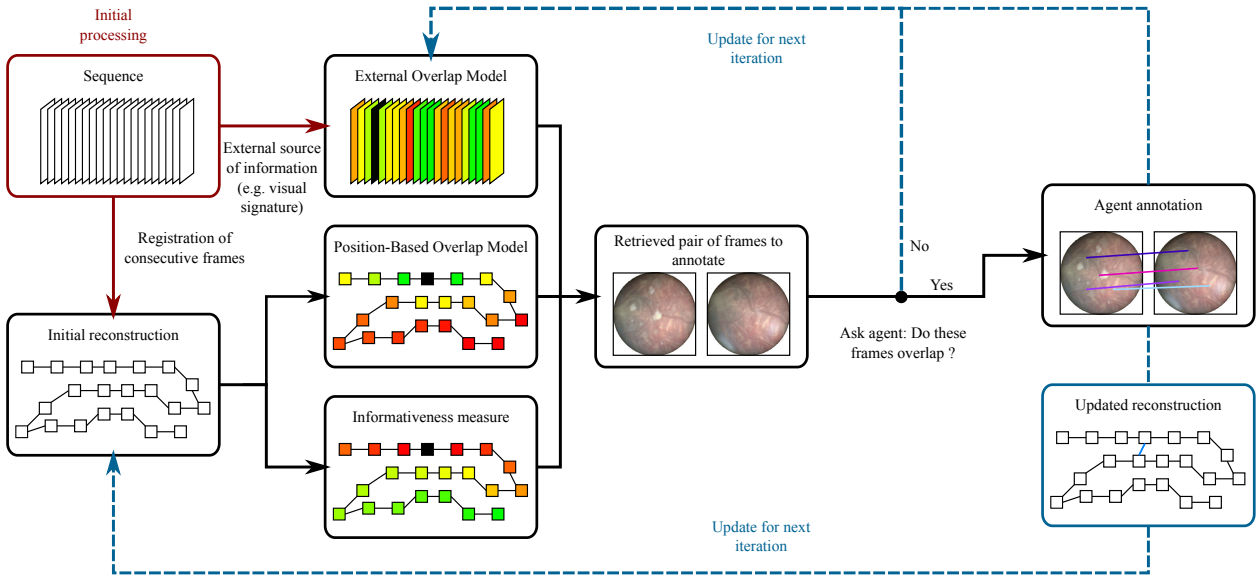 Initial
processing
Sequence
External Overlap Model
Update for next
iteration
External source
of information
(e.g. visual
signature)
Agent annotation
Registration of
consecutive frames
Position-Based Overlap Model
Retrieved pair of frames to
annotate
No
Yes
Ask agent: Do these
frames overlap ?
Initial reconstruction
Informativeness measure
Updated reconstruction
Update for next
iteration